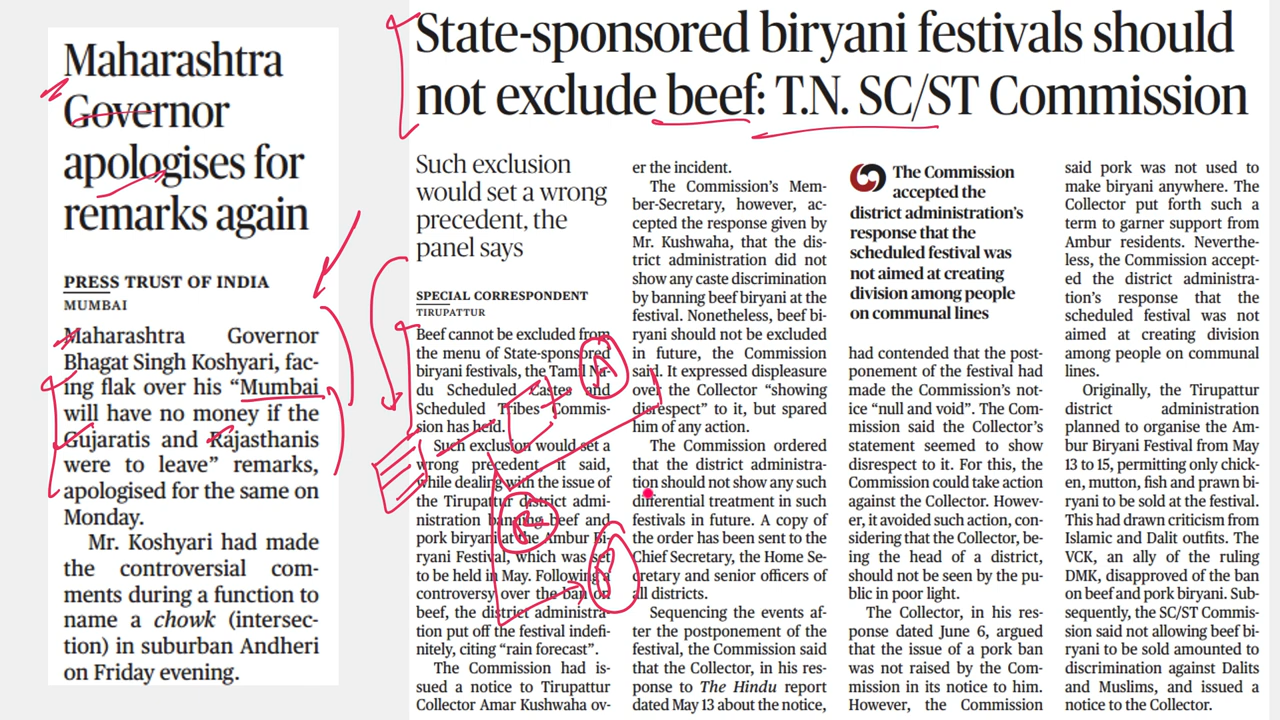 Maharashtra
Governor
apologises for
remarks again
PRESS TRUST OF INDIA
MUMBAI
Maharashtra Governor
Bhagat Singh Koshyari, fac-
ing flak over his “Mumbai
will have no money if the
Gujaratis and Rajasthanis
were to leave” remarks,
apologised for the same on
Monday.
Mr. Koshyari had made
the controversial com-
ments during a function to
name a chowk (intersec-
tion) in suburban Andheri
on Friday evening.
State-sponsored biryani festivals should
not exclude beef: T.N. SC/ST Commission
Such exclusion
would set a wrong
precedent, the
panel says
SPECIAL CORRESPONDENT
TIRUPATTUR
Beef cannot be excluded from
the menu of State-sponsored
biryani festivals, the Tamil Na-
du Scheduled Castes and
Scheduled Tribes Commis-
sion has held.
Such exclusion would set a
wrong precedent, it said,
while dealing with the issue of
the Tirupattur district admi-
nistration banning beef and
pork biryani at the Ambur Bi-
ryani Festival, which was set
to be held in May. Following a
controversy over the ban on
beef, the district administra-
tion put off the festival indefi-
nitely, citing “rain forecast”.
The Commission had is-
sued a notice to Tirupattur
Collector Amar Kushwaha ov-
er the incident.
The Commission’s Mem-
ber-Secretary, however, ac-
cepted the response given by
Mr. Kushwaha, that the dis-
trict administration did not
show any caste discrimination
by banning beef biryani at the
festival. Nonetheless, beef bi-
ryani should not be excluded
in future, the Commission
said. It expressed displeasure
over the Collector “showing
disrespect” to it, but spared
him of any action.
The Commission ordered
that the district administra-
tion should not show any such
differential treatment in such
festivals in future. A copy of
the order has been sent to the
Chief Secretary, the Home Se-
cretary and senior officers of
all districts.
Sequencing the events af-
ter the postponement of the
festival, the Commission said
that the Collector, in his res-
ponse to The Hindu report
dated May 13 about the notice,
The Commission
accepted the
district administration’s
response that the
scheduled festival was
not aimed at creating
division among people
on communal lines
had contended that the post-
ponement of the festival had
made the Commission’s not-
ice “null and void”. The Com-
mission said the Collector’s
statement seemed to show
disrespect to it. For this, the
Commission could take action
against the Collector. Howev-
er, it avoided such action, con-
sidering that the Collector, be-
ing the head of a district,
should not be seen by the pu-
blic in poor light.
The Collector, in his res-
ponse dated June 6, argued
that the issue of a pork ban
was not raised by the Com-
mission in its notice to him.
However, the Commission
said pork was not used to
make biryani anywhere. The
Collector put forth such a
term to garner support from
Ambur residents. Neverthe-
less, the Commission accept-
ed the district administra-
tion’s response that the
scheduled festival was not
aimed at creating division
among people on communal
lines.
Originally, the Tirupattur
district administration
planned to organise the Am-
bur Biryani Festival from May
13 to 15, permitting only chick-
en, mutton, fish and prawn bi-
ryani to be sold at the festival.
This had drawn criticism from
Islamic and Dalit outfits. The
VCK, an ally of the ruling
DMK, disapproved of the ban
on beef and pork biryani. Sub-
sequently, the SC/ST Commis-
sion said not allowing beef bi-
ryani to be sold amounted to
discrimination against Dalits
and Muslims, and issued a
notice to the Collector.